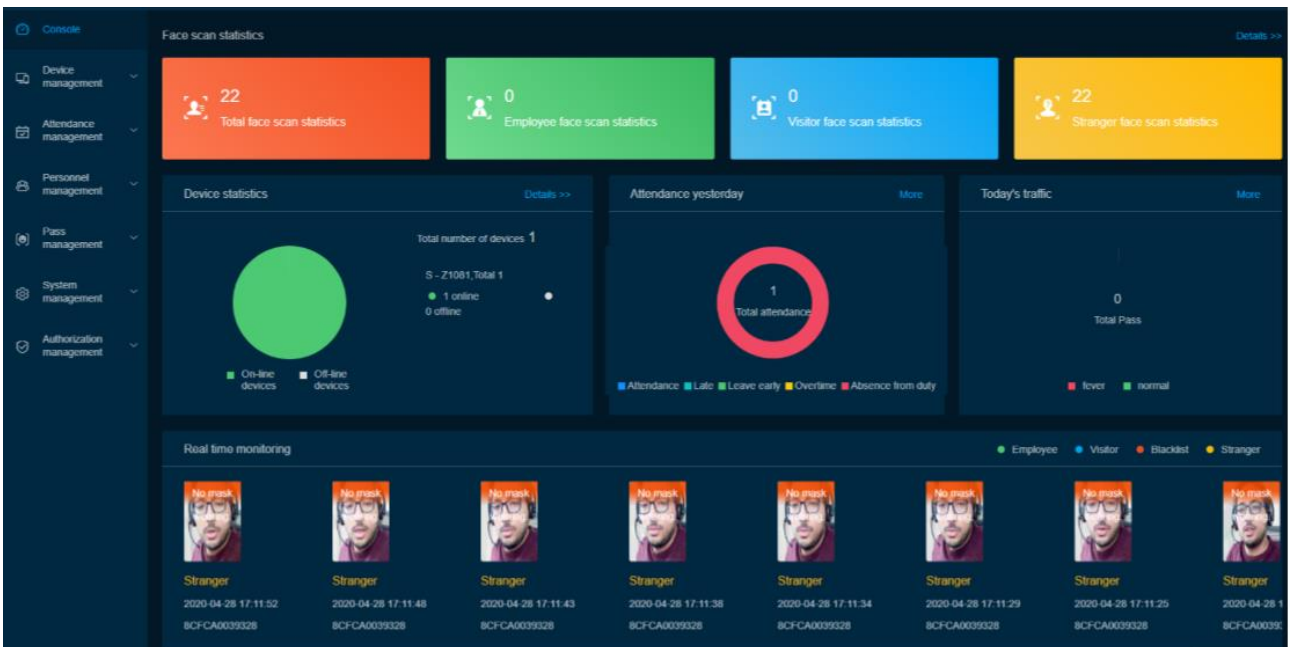 Console
Device
management
Attendance
management
Personnel
management
Pass
management
System
management
Authorization
management
Face scan statistics
Details >>
22
Total face scan statistics
0
Employee face scan statistics
0
Visitor face scan statistics
22
Stranger face scan statistics
Device statistics
Details >>
Total number of devices 1
S - Z1081,Total 1
1 online
0 offline
On-line
devices
Off-line
devices
Attendance yesterday
More
1
Total attendance
Attendance Late Leave early Overtime Absence from duty
Today's traffic
More
0
Total Pass
fever normal
Real time monitoring
Employee Visitor Blacklist Stranger
No mask No mask No mask No mask No mask No mask No mask No mask
Stranger Stranger Stranger Stranger Stranger Stranger Stranger Stranger
2020-04-28 17:11:52 2020-04-28 17:11:48 2020-04-28 17:11:43 2020-04-28 17:11:38 2020-04-28 17:11:34 2020-04-28 17:11:29 2020-04-28 17:11:25 2020-04-28 1
8CFCA0039328 8CFCA0039328 8CFCA0039328 8CFCA0039328 8CFCA0039328 8CFCA0039328 8CFCA0039328 8CFCA0039